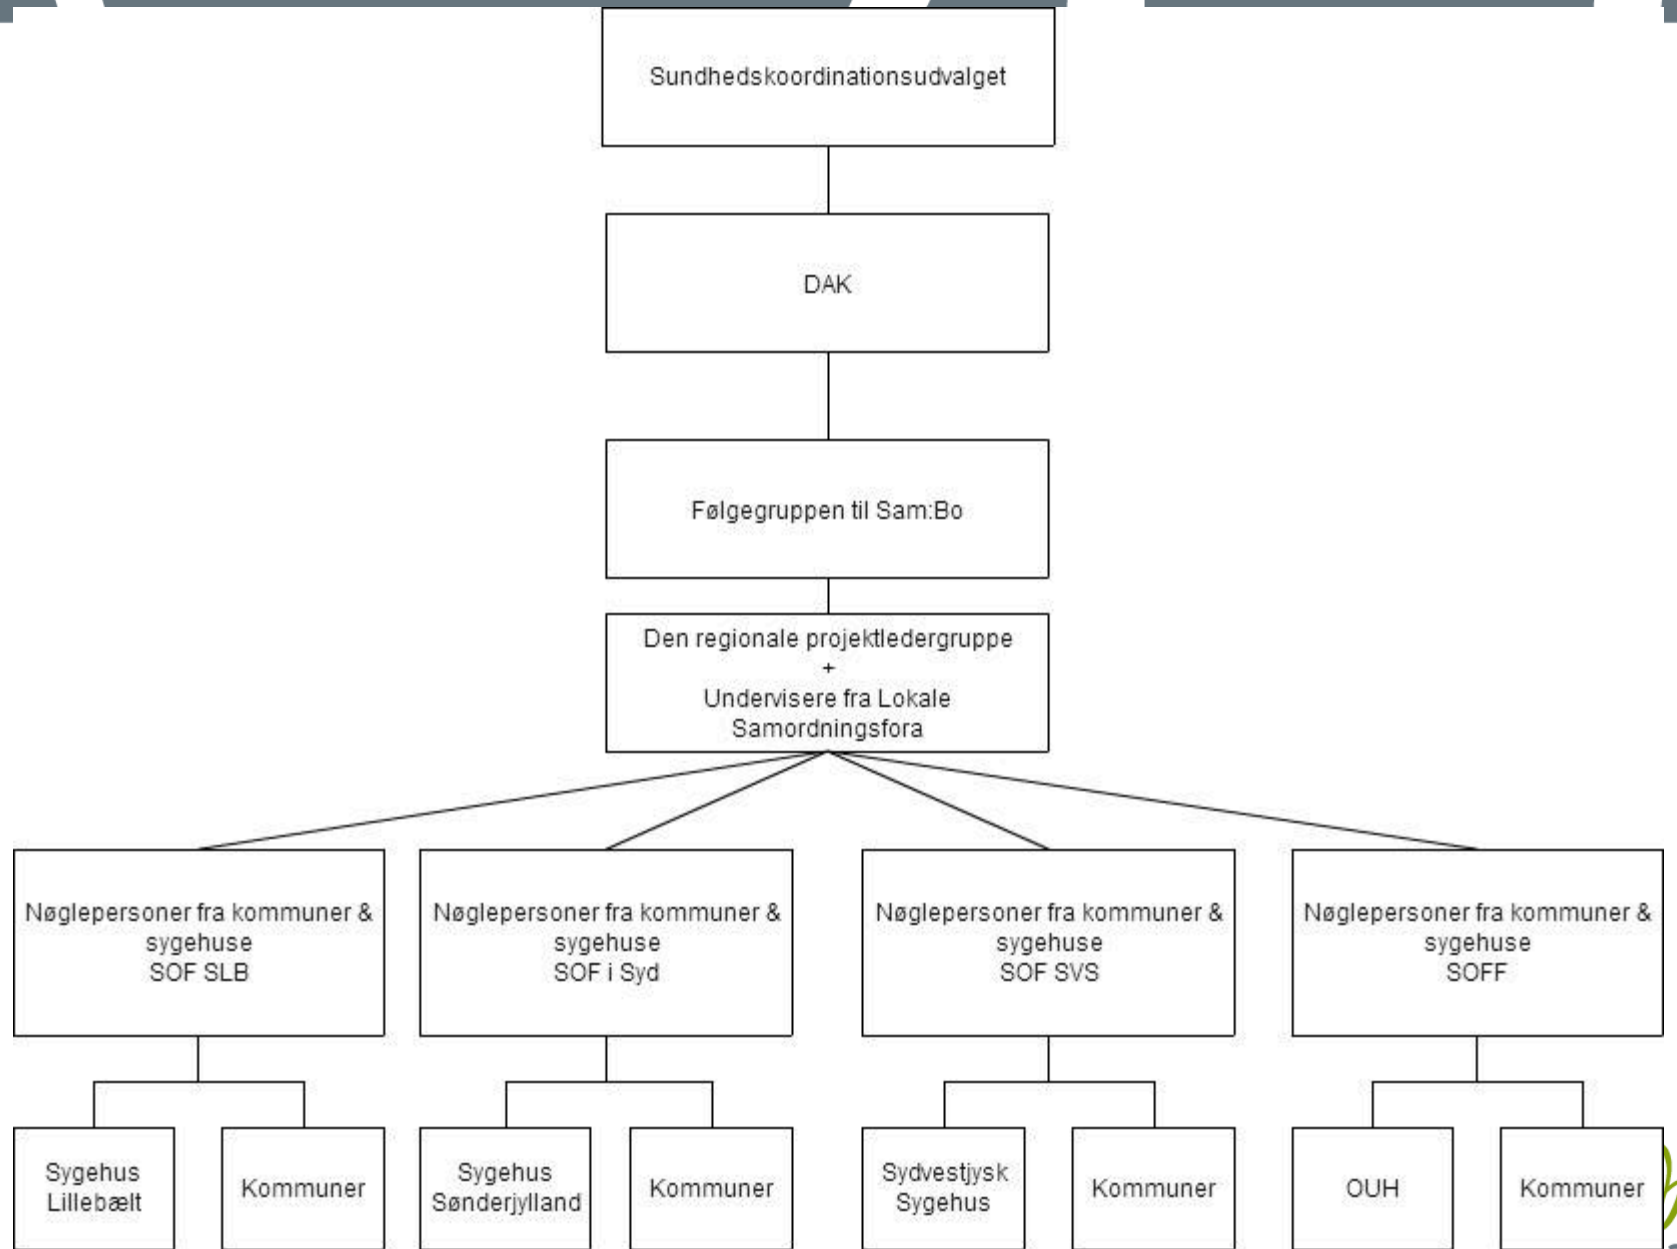 Sundhedskoordinationsudvalget
DAK
Følgegruppen til Sam:Bo
Den regionale projektledergruppe
+
Undervisere fra Lokale
Samordningsfora
Nøglepersoner fra kommuner &
sygehuse
SOF SLB
Nøglepersoner fra kommuner &
sygehuse
SOF i Syd
Nøglepersoner fra kommuner &
sygehuse
SOF SVS
Nøglepersoner fra kommuner &
sygehuse
SOFF
Sygehus
Lillebælt
Kommuner
Sygehus
Sønderjylland
Kommuner
Sydvestjysk
Sygehus
Kommuner
OUH
Kommuner